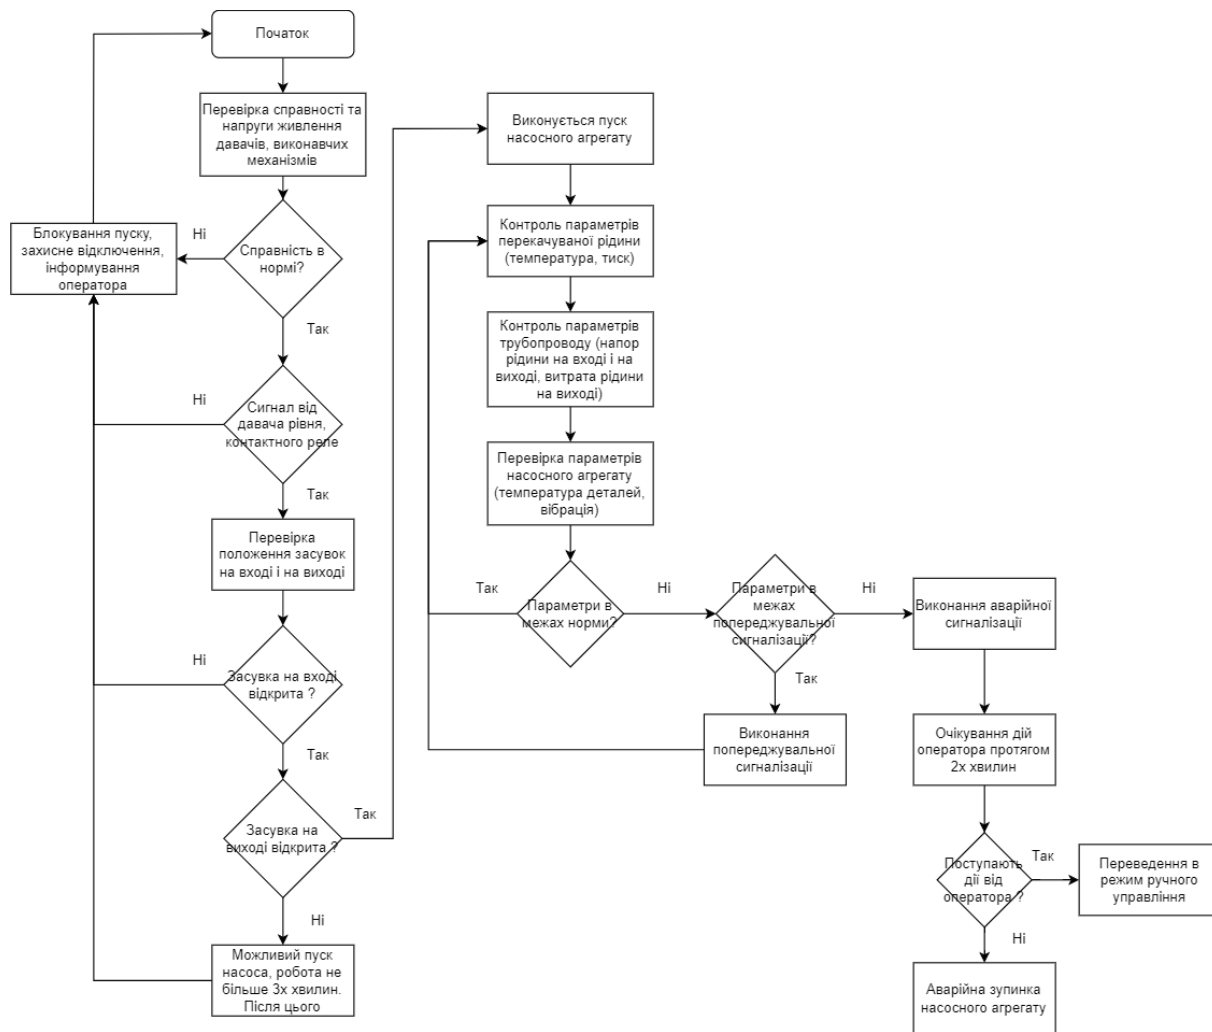 Початок
Перевірка справності та
напруги живлення
давачів, виконавчих
механізмів
Справність в
нормі?
Ні
Блокування пуску,
захисне відключення,
інформування
оператора
Так
Сигнал від
давача рівня,
контактного реле
Ні
Так
Перевірка
положення засувок
на вході і на виході
Засувка на вході
відкрита ?
Ні
Так
Засувка на
виході відкрита ?
Так
Ні
Можливий пуск
насоса, робота не
більше 3х хвилин.
Після цього
Виконується пуск
насосного агрегату
Контроль параметрів
перекачуваної рідини
(температура, тиск)
Контроль параметрів
трубопроводу (напор
рідини на вході і на
виході, витрата рідини
на виході)
Перевірка параметрів
насосного агрегату
(температура деталей,
вібрація)
Параметри в
межах норми?
Так
Ні
Параметри в
межах
попереджувальної
сигналізації?
Ні
Так
Виконання
попереджувальної
сигналізації
Виконання аварійної
сигналізації
Очікування дій
оператора протягом
2х хвилин
Поступають
дії від
оператора ?
Так
Переведення в
режим ручного
управління
Ні
Аварійна зупинка
насосного агрегату